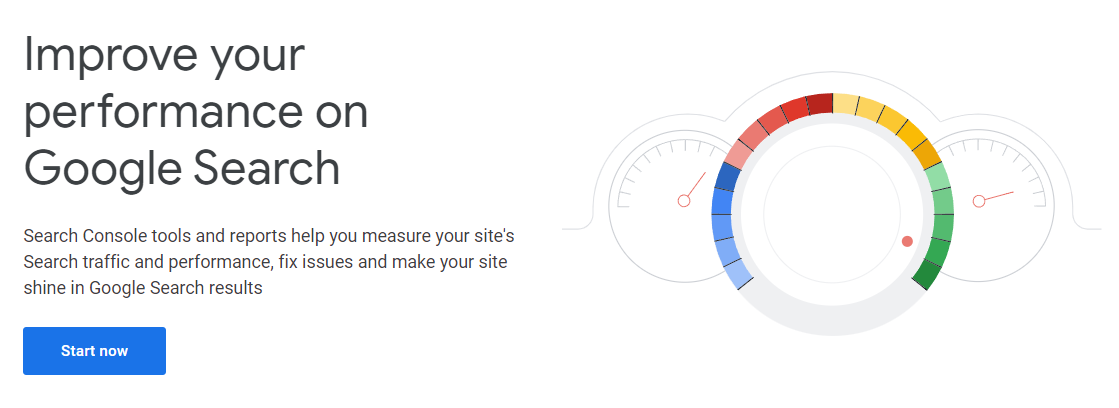 Improve your
performance on
Google Search
Search Console tools and reports help you measure your site's
Search traffic and performance, fix issues and make your site
shine in Google Search results
Start now